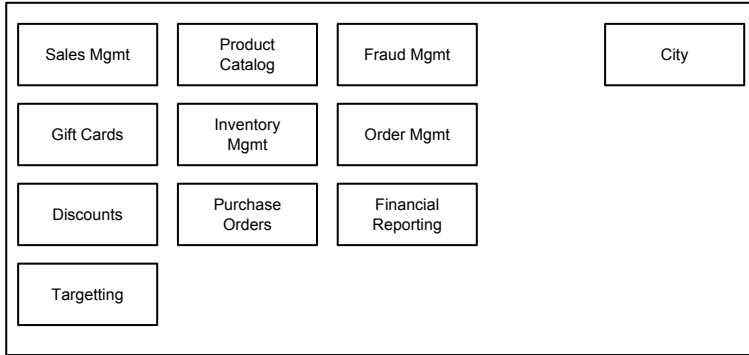 Sales Mgmt
Product
Catalog
Fraud Mgmt
City
Gift Cards
Inventory
Mgmt
Order Mgmt
Discounts
Purchase
Orders
Financial
Reporting
Targetting